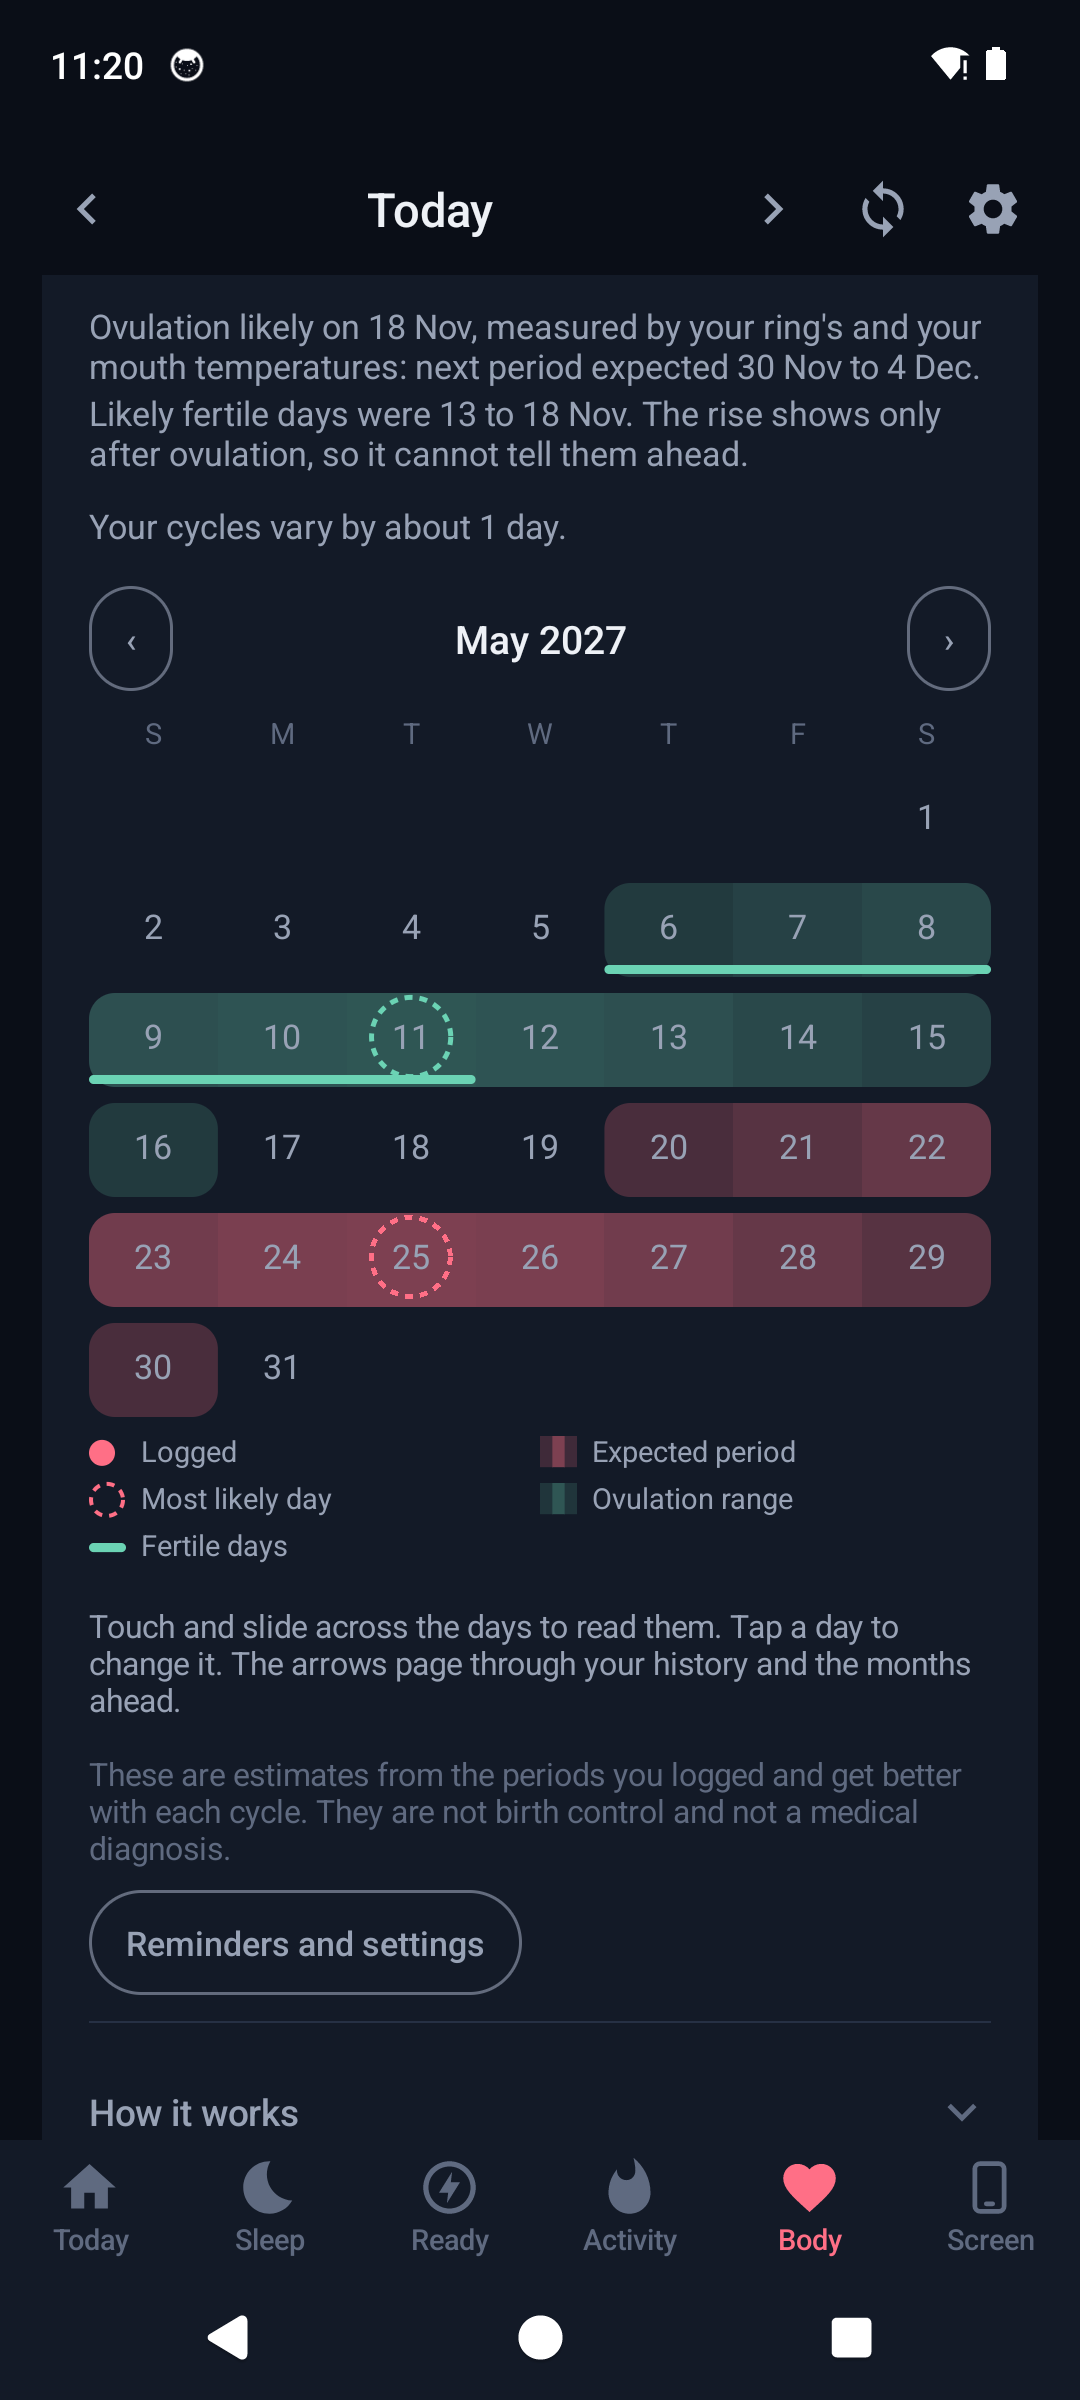 11:20
Today
Ovulation likely on 18 Nov, measured by your ring's and your
mouth temperatures: next period expected 30 Nov to 4 Dec.
Likely fertile days were 13 to 18 Nov. The rise shows only
after ovulation, so it cannot tell them ahead.
Your cycles vary by about 1 day.
‹ May 2027 ›
S M T W T F S
1
2 3 4 5 6 7 8
9 10 11 12 13 14 15
16 17 18 19 20 21 22
23 24 25 26 27 28 29
30 31
Logged Expected period
Most likely day Ovulation range
Fertile days
Touch and slide across the days to read them. Tap a day to
change it. The arrows page through your history and the months
ahead.
These are estimates from the periods you logged and get better
with each cycle. They are not birth control and not a medical
diagnosis.
Reminders and settings
How it works
Today Sleep Ready Activity Body Screen